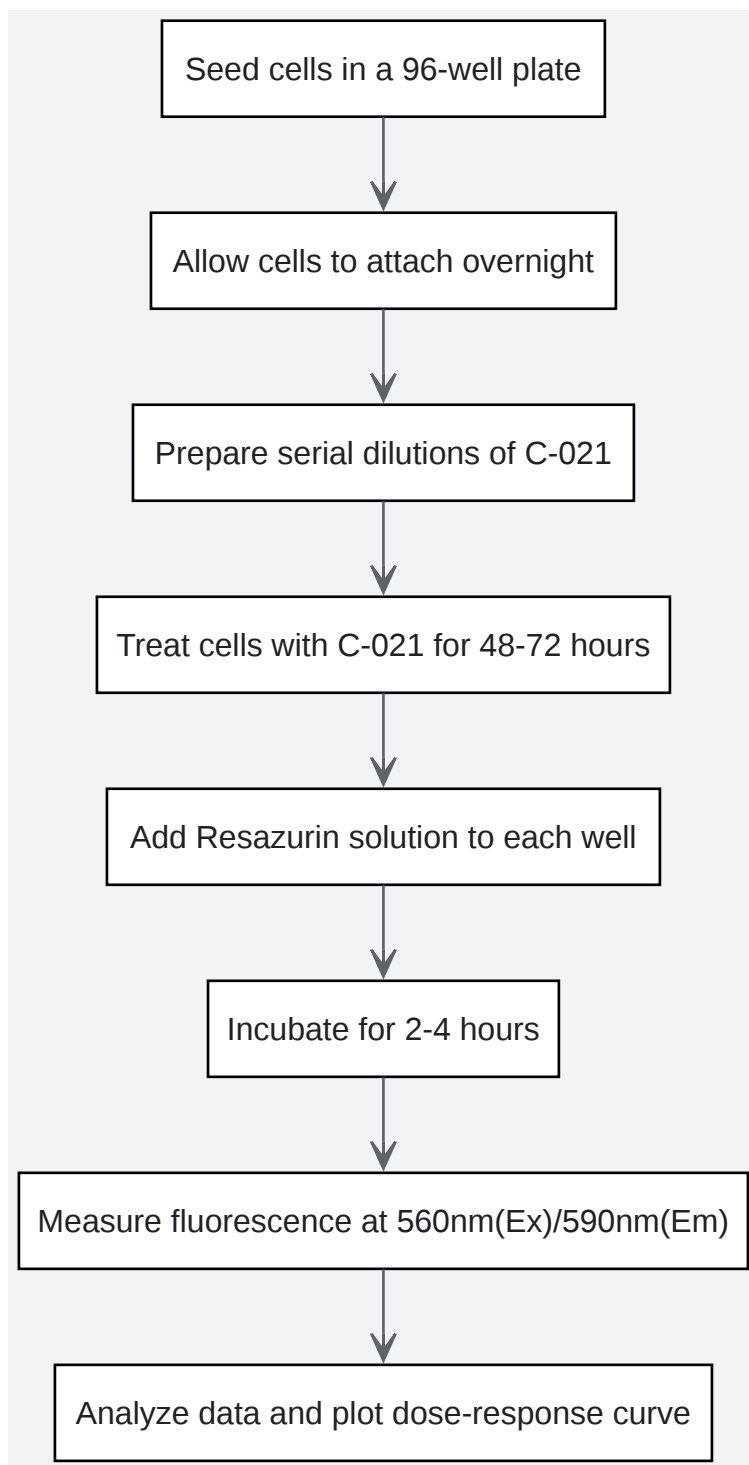 Seed cells in a 96-well plate
Allow cells to attach overnight
Prepare serial dilutions of C-021
Treat cells with C-021 for 48-72 hours
Add Resazurin solution to each well
Incubate for 2-4 hours
Measure fluorescence at 560nm(Ex)/590nm(Em)
Analyze data and plot dose-response curve